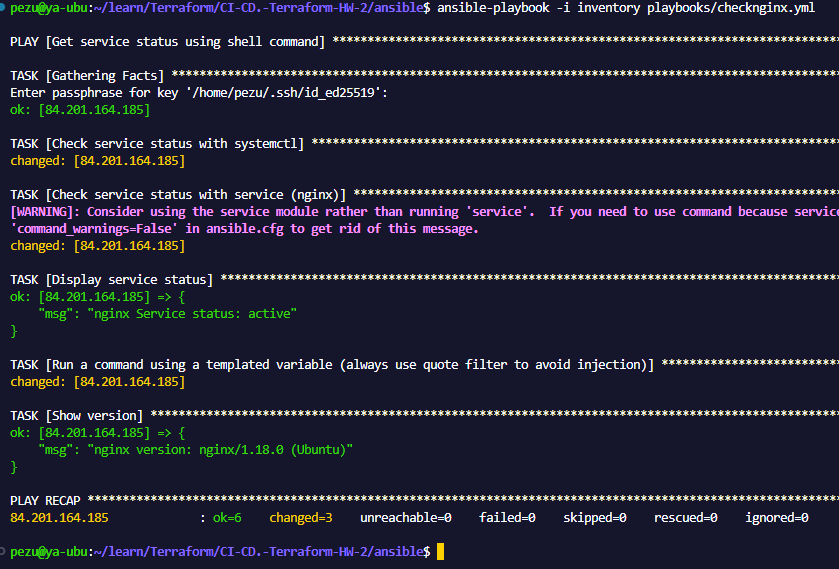 pezu@ya-ubu:~/learn/Terraform/CI-CD.-Terraform-HW-2/ansible$ ansible-playbook -i inventory playbooks/checknginx.yml
PLAY [Get service status using shell command] *************************************************************************
TASK [Gathering Facts] ************************************************************************************************
Enter passphrase for key '/home/pezu/.ssh/id_ed25519':
ok: [84.201.164.185]
TASK [Check service status with systemctl] ****************************************************************************
changed: [84.201.164.185]
TASK [Check service status with service (nginx)] **********************************************************************
[WARNING]: Consider using the service module rather than running 'service'.  If you need to use command because service
'command_warnings=False' in ansible.cfg to get rid of this message.
changed: [84.201.164.185]
TASK [Display service status] *****************************************************************************************
ok: [84.201.164.185] => {
    "msg": "nginx Service status: active"
}
TASK [Run a command using a templated variable (always use quote filter to avoid injection)] **************************
changed: [84.201.164.185]
TASK [Show version] ***************************************************************************************************
ok: [84.201.164.185] => {
    "msg": "nginx version: nginx/1.18.0 (Ubuntu)"
}
PLAY RECAP ************************************************************************************************************
84.201.164.185             : ok=6    changed=3    unreachable=0    failed=0    skipped=0    rescued=0    ignored=0
pezu@ya-ubu:~/learn/Terraform/CI-CD.-Terraform-HW-2/ansible$